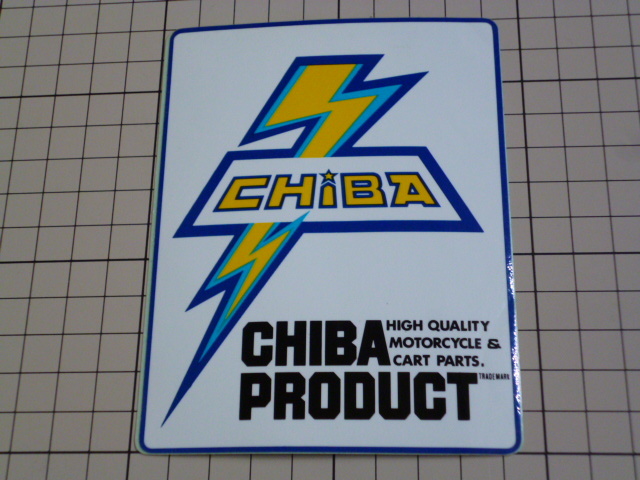 CHiBA
CHIBA HIGH QUALITY
MOTORCYCLE &
CART PARTS.
PRODUCT TRADEMARK